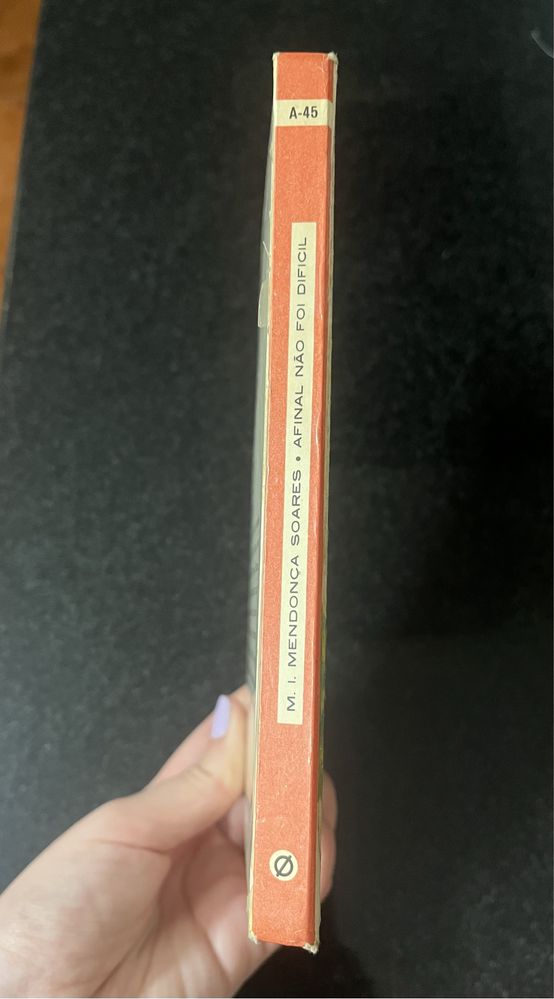 A-45
M. I. MENDONÇA SOARES • AFINAL NÃO FOI DIFICIL
Ø